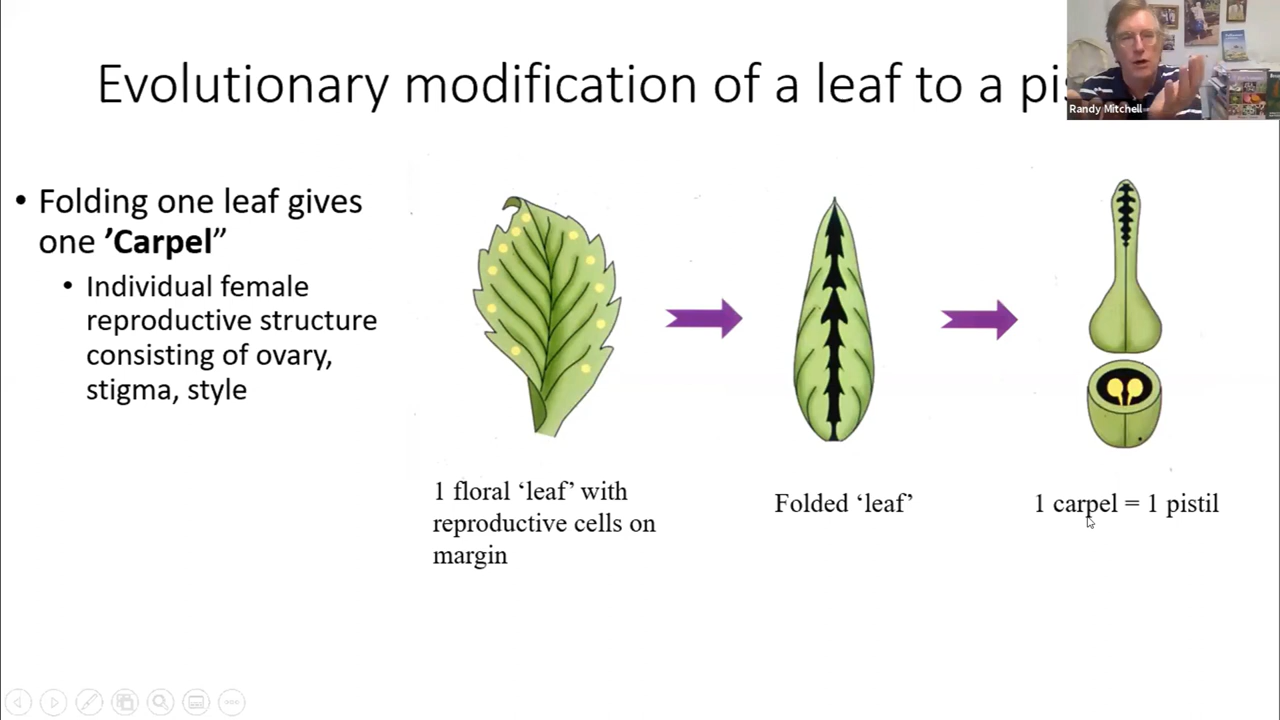 Evolutionary modification of a leaf to a
Randy Mitchell
• Folding one leaf gives
one ’Carpel”
• Individual female
reproductive structure
consisting of ovary,
stigma, style
1 floral ‘leaf’ with
reproductive cells on
margin
Folded ‘leaf’
1 carpel = 1 pistil